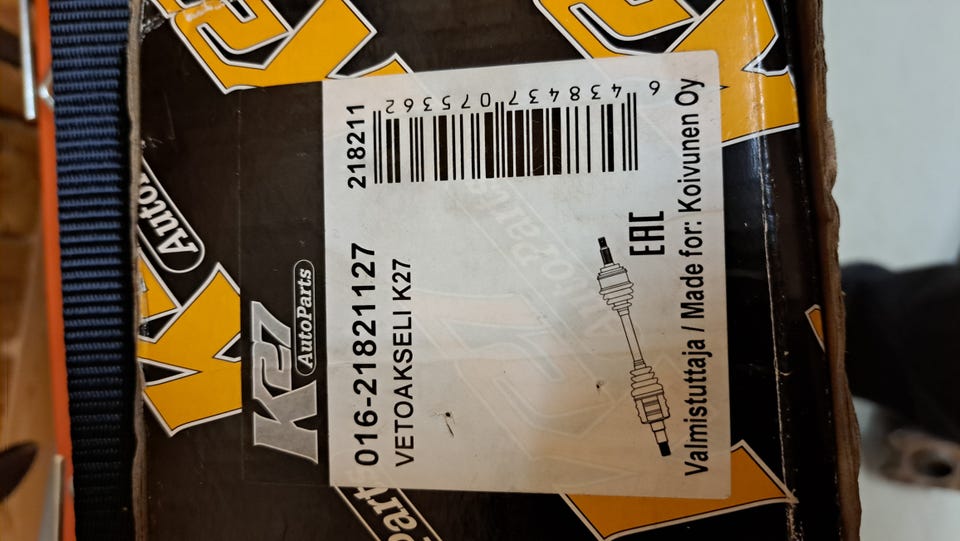 K27
AutoParts
016-21821127
218211
VETOAKSELI K27
6 438437 075362
EAC
Valmistuttaja / Made for: Koivunen Oy